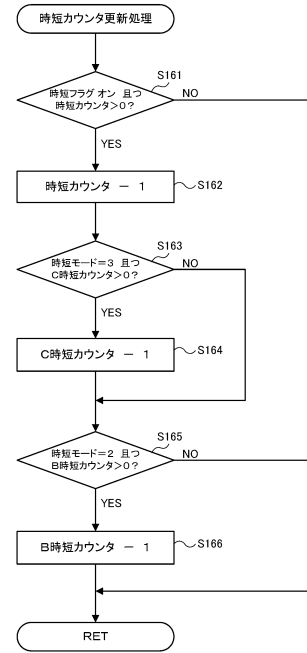 時短カウンタ更新処理
S161
時短フラグ オン 且つ
時短カウンタ>0?
NO
YES
時短カウンタ － 1
S162
S163
時短モード=3 且つ
C時短カウンタ>0?
NO
YES
C時短カウンタ － 1
S164
S165
時短モード=2 且つ
B時短カウンタ>0?
NO
YES
B時短カウンタ － 1
S166
RET